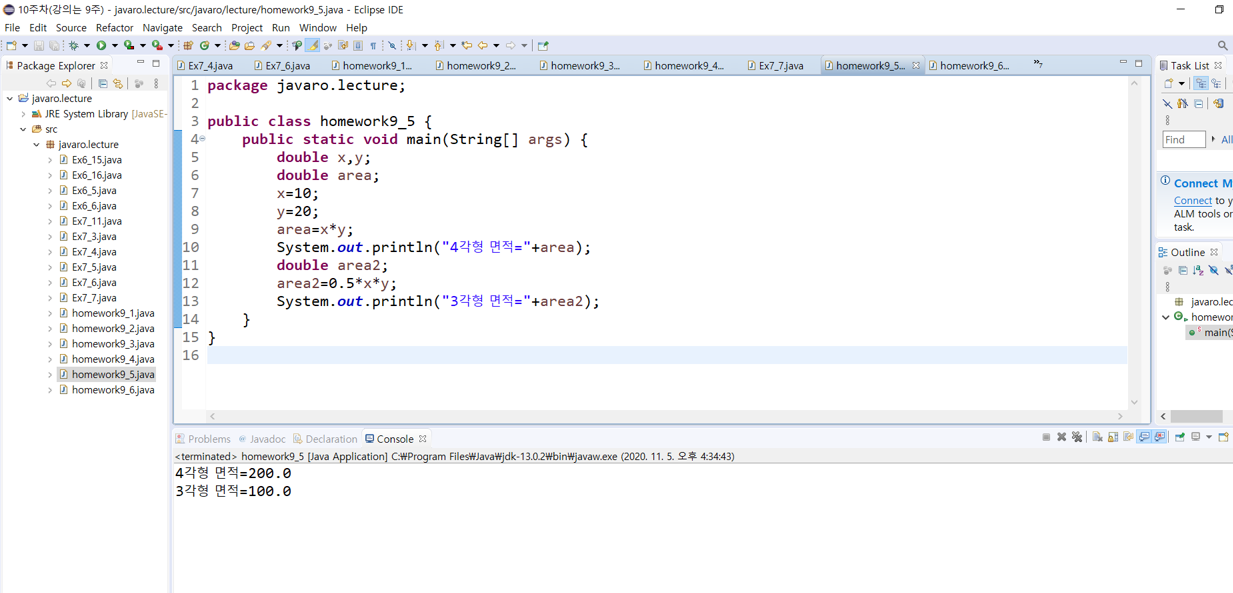 10주차(강의는 9주) - javaro.lecture/src/javaro/lecture/homework9_5.java - Eclipse IDE
File Edit Source Refactor Navigate Search Project Run Window Help
Package Explorer
javaro.lecture
JRE System Library [JavaSE-
src
javaro.lecture
Ex6_15.java
Ex6_16.java
Ex6_5.java
Ex6_6.java
Ex7_11.java
Ex7_3.java
Ex7_4.java
Ex7_5.java
Ex7_6.java
Ex7_7.java
homework9_1.java
homework9_2.java
homework9_3.java
homework9_4.java
homework9_5.java
homework9_6.java
Ex7_4.java Ex7_6.java homework9_1... homework9_2... homework9_3... homework9_4... Ex7_7.java homework9_5... homework9_6... »7
1 package javaro.lecture;
2
3 public class homework9_5 {
4 public static void main(String[] args) {
5 double x,y;
6 double area;
7 x=10;
8 y=20;
9 area=x*y;
10 System.out.println("4각형 면적="+area);
11 double area2;
12 area2=0.5*x*y;
13 System.out.println("3각형 면적="+area2);
14 }
15 }
16
Problems Javadoc Declaration Console
<terminated> homework9_5 [Java Application] C:₩Program Files₩Java₩jdk-13.0.2₩bin₩javaw.exe (2020. 11. 5. 오후 4:34:43)
4각형 면적=200.0
3각형 면적=100.0
Task List
Find All
Connect M
Connect to y
ALM tools or
task.
Outline
javaro.lec
homewor
main(S